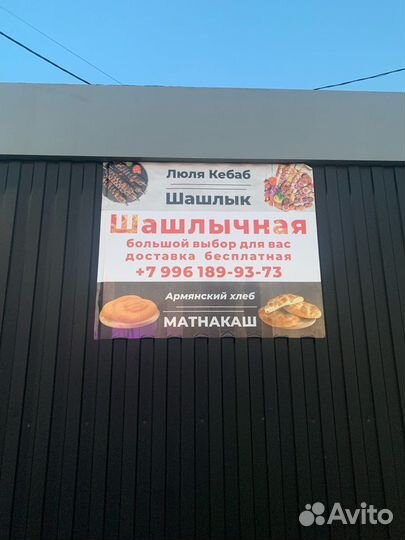 Люля Кебаб
Шашлык
Шашлычная
большой выбор для вас
доставка бесплатная
+7 996 189-93-73
Армянский хлеб
МАТНАКАШ
Avito